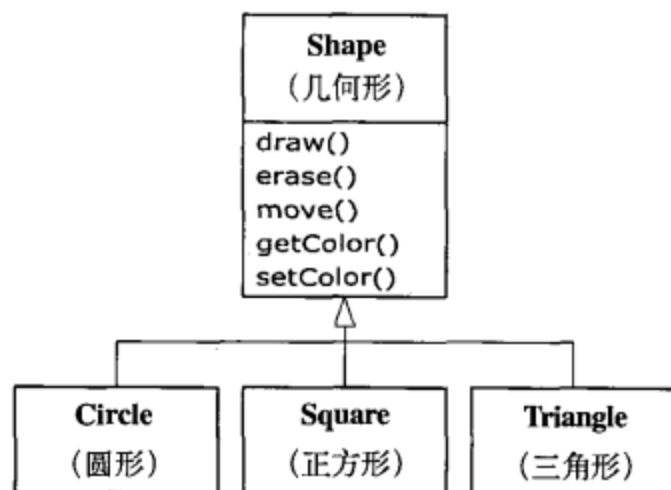 Shape
（几何形）
draw()
erase()
move()
getColor()
setColor()
Circle
（圆形）
Square
（正方形）
Triangle
（三角形）